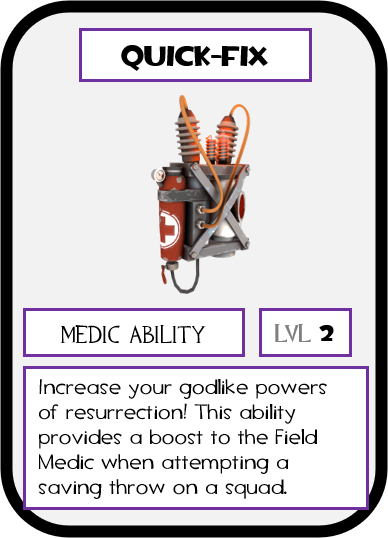 QUICK-FIX
MEDIC ABILITY
LVL 2
Increase your godlike powers
of resurrection! This ability
provides a boost to the Field
Medic when attempting a
saving throw on a squad.